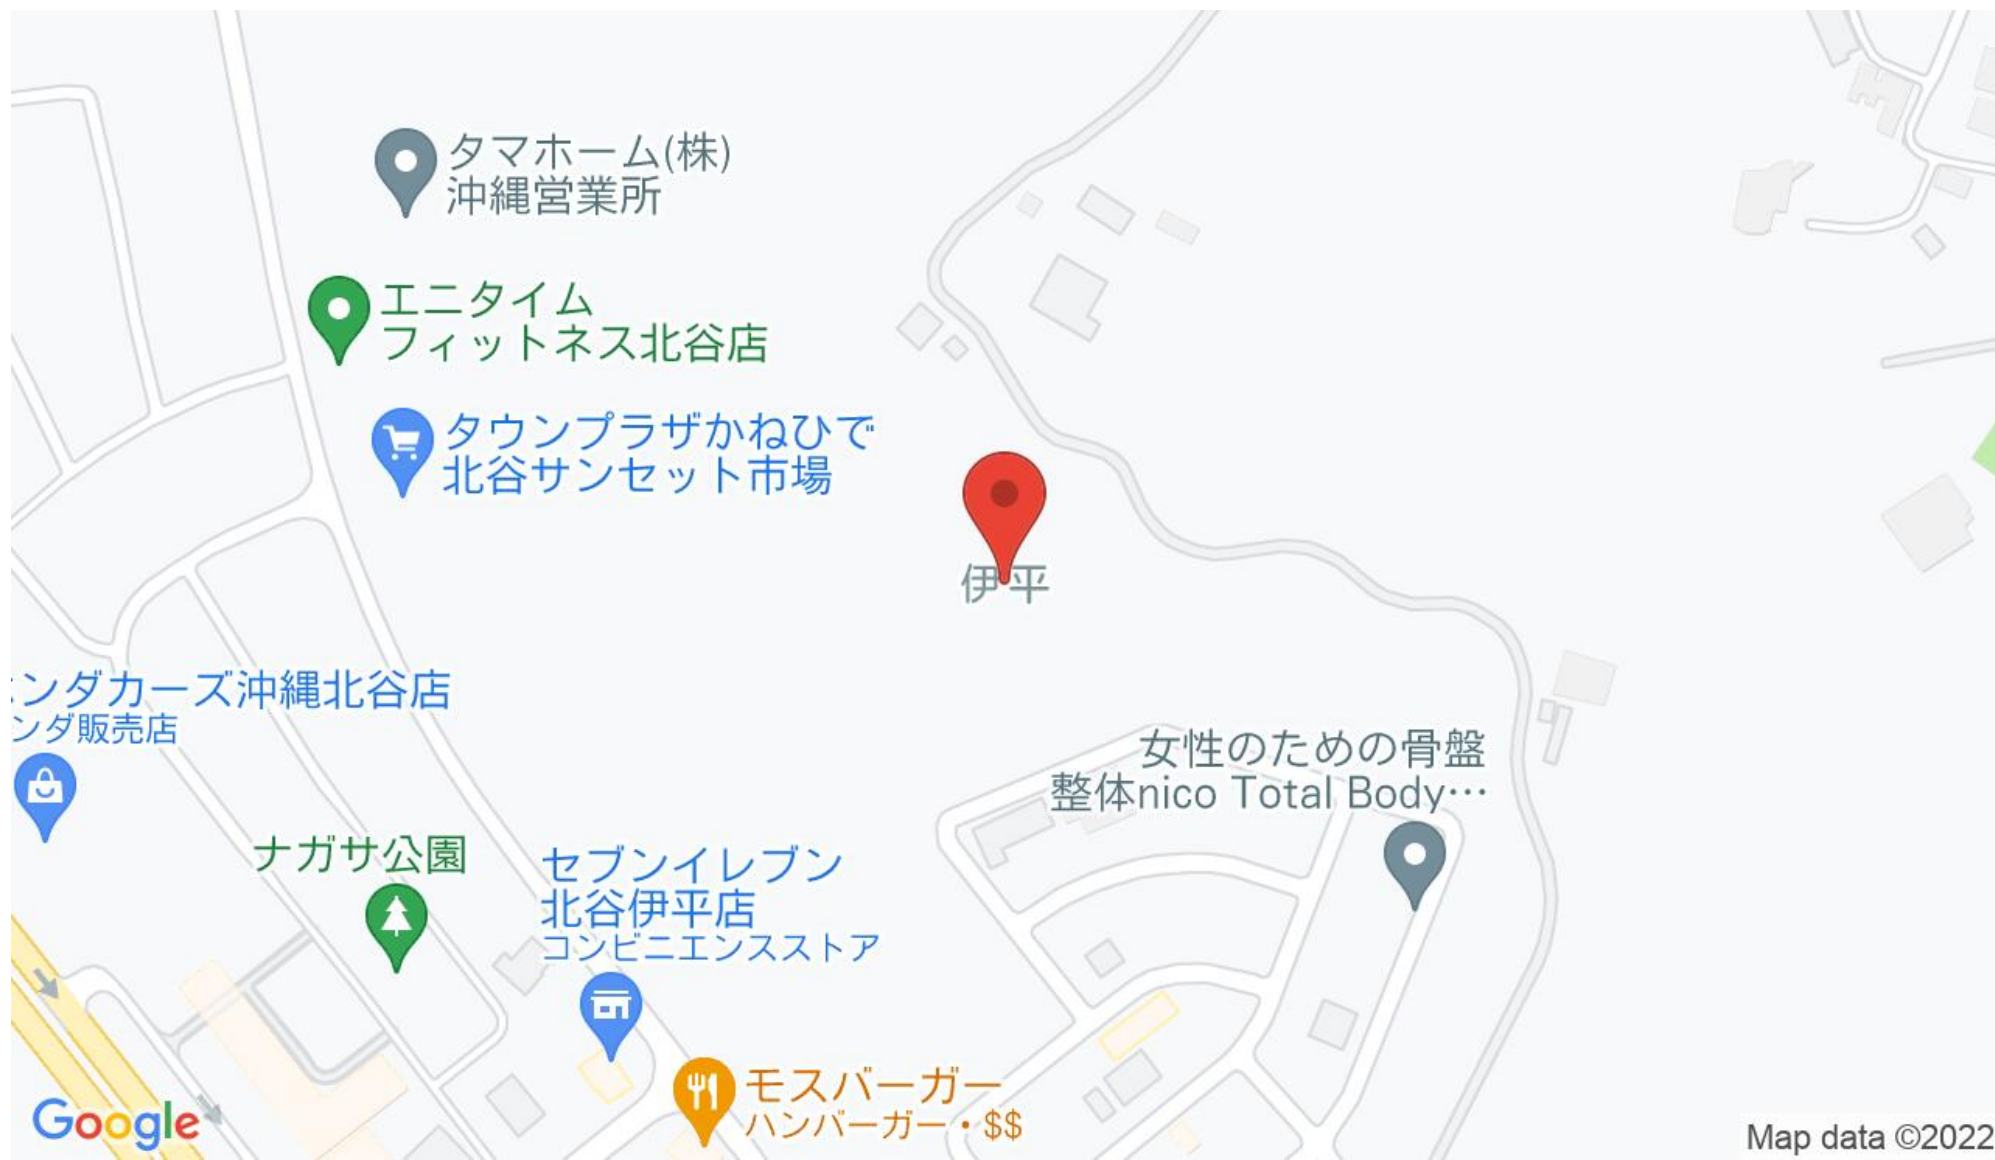 タマホーム(株)
沖縄営業所
エニタイム
フィットネス北谷店
タウンプラザかねひで
北谷サンセット市場
伊平
ンダカーズ沖縄北谷店
ンダ販売店
女性のための骨盤
整体nico Total Body…
ナガサ公園
セブンイレブン
北谷伊平店
コンビニエンスストア
モスバーガー
ハンバーガー・$$
Google
Map data ©2022